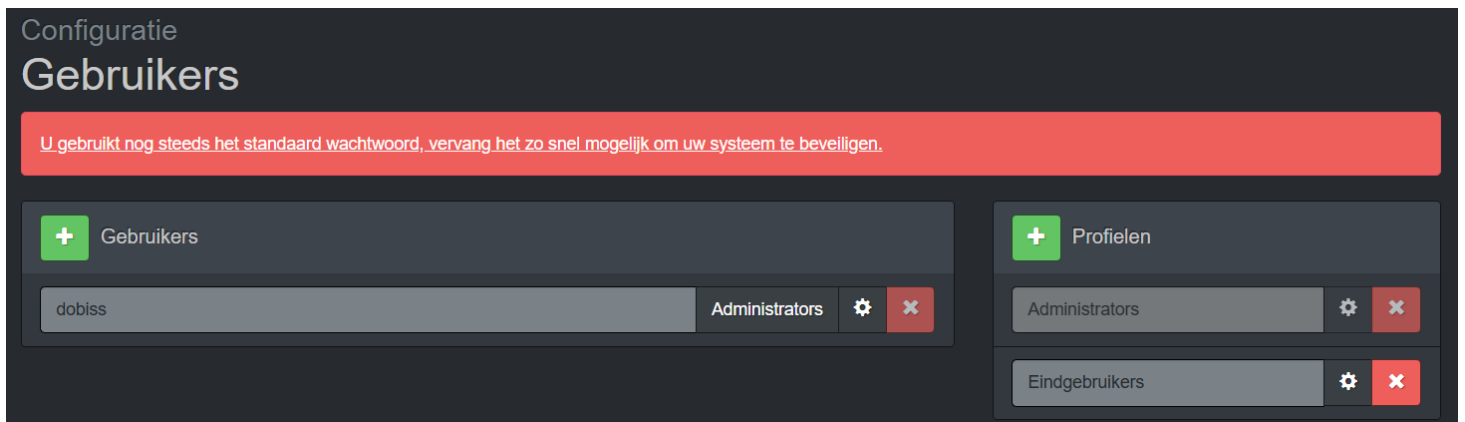 Configuratie
Gebruikers
U gebruikt nog steeds het standaard wachtwoord, vervang het zo snel mogelijk om uw systeem te beveiligen.
Gebruikers
dobiss Administrators
Profielen
Administrators
Eindgebruikers